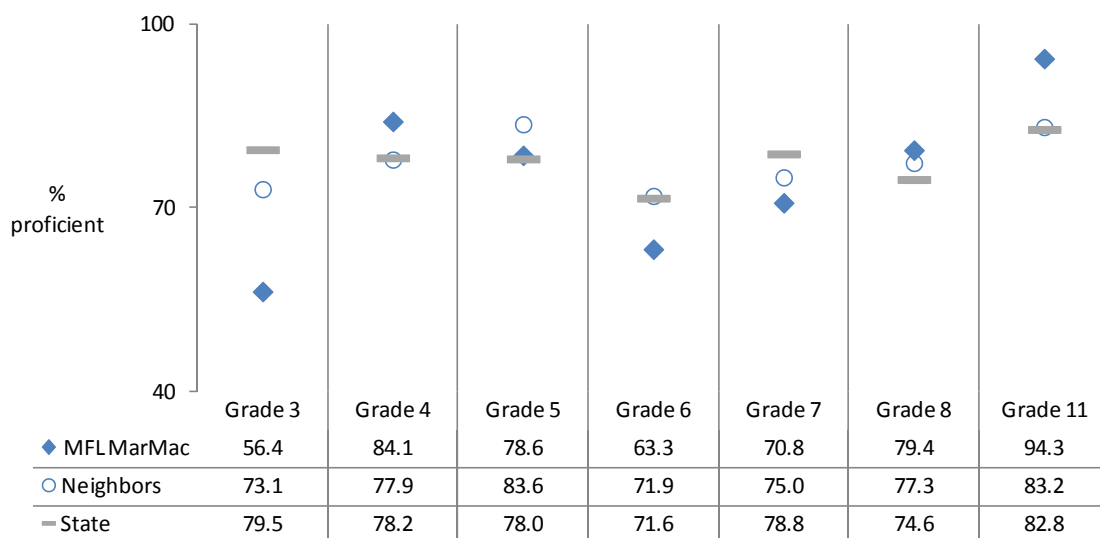 100
70
40
%
proficient
Grade 3 Grade 4 Grade 5 Grade 6 Grade 7 Grade 8 Grade 11
MFL MarMac 56.4 84.1 78.6 63.3 70.8 79.4 94.3
Neighbors 73.1 77.9 83.6 71.9 75.0 77.3 83.2
State 79.5 78.2 78.0 71.6 78.8 74.6 82.8